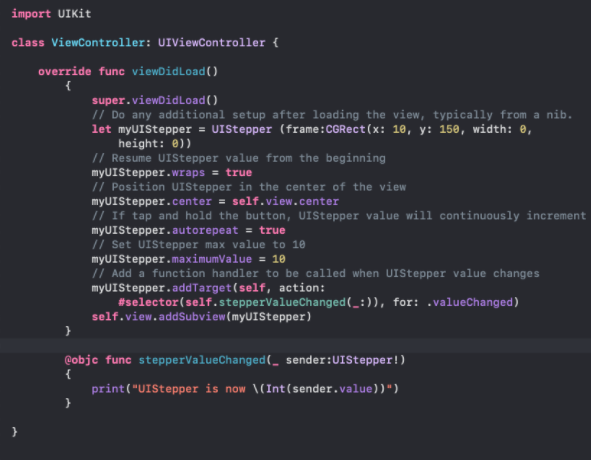 import UIKit
class ViewController: UIViewController {
override func viewDidLoad()
{
super.viewDidLoad()
// Do any additional setup after loading the view, typically from a nib.
let myUIStepper = UIStepper (frame:CGRect(x: 10, y: 150, width: 0,
height: 0))
// Resume UIStepper value from the beginning
myUIStepper.wraps = true
// Position UIStepper in the center of the view
myUIStepper.center = self.view.center
// If tap and hold the button, UIStepper value will continuously increment
myUIStepper.autorepeat = true
// Set UIStepper max value to 10
myUIStepper.maximumValue = 10
// Add a function handler to be called when UIStepper value changes
myUIStepper.addTarget(self, action:
#selector(self.stepperValueChanged(_:)), for: .valueChanged)
self.view.addSubview(myUIStepper)
}
@objc func stepperValueChanged(_ sender:UIStepper!)
{
print("UIStepper is now \(Int(sender.value))")
}
}